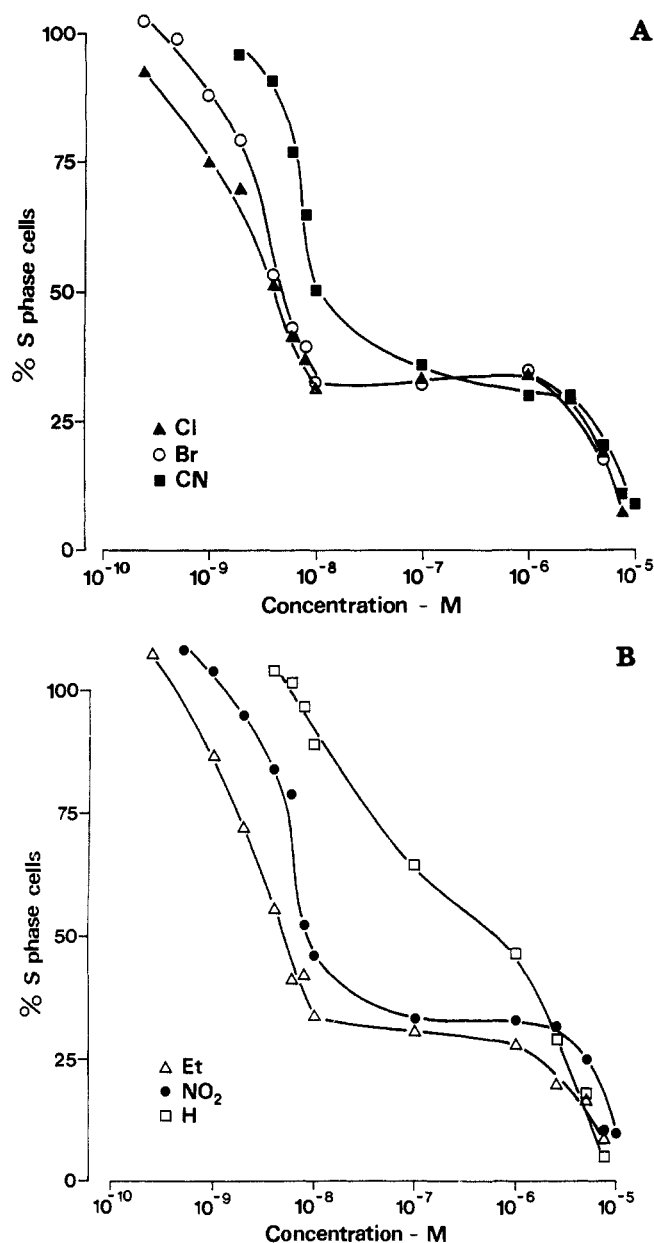 A
100
75
50
25
0
% S phase cells
▲ Cl
○ Br
■ CN
10⁻¹⁰ 10⁻⁹ 10⁻⁸ 10⁻⁷ 10⁻⁶ 10⁻⁵
Concentration - M
B
100
75
50
25
0
% S phase cells
△ Et
● NO₂
□ H
10⁻¹⁰ 10⁻⁹ 10⁻⁸ 10⁻⁷ 10⁻⁶ 10⁻⁵
Concentration - M